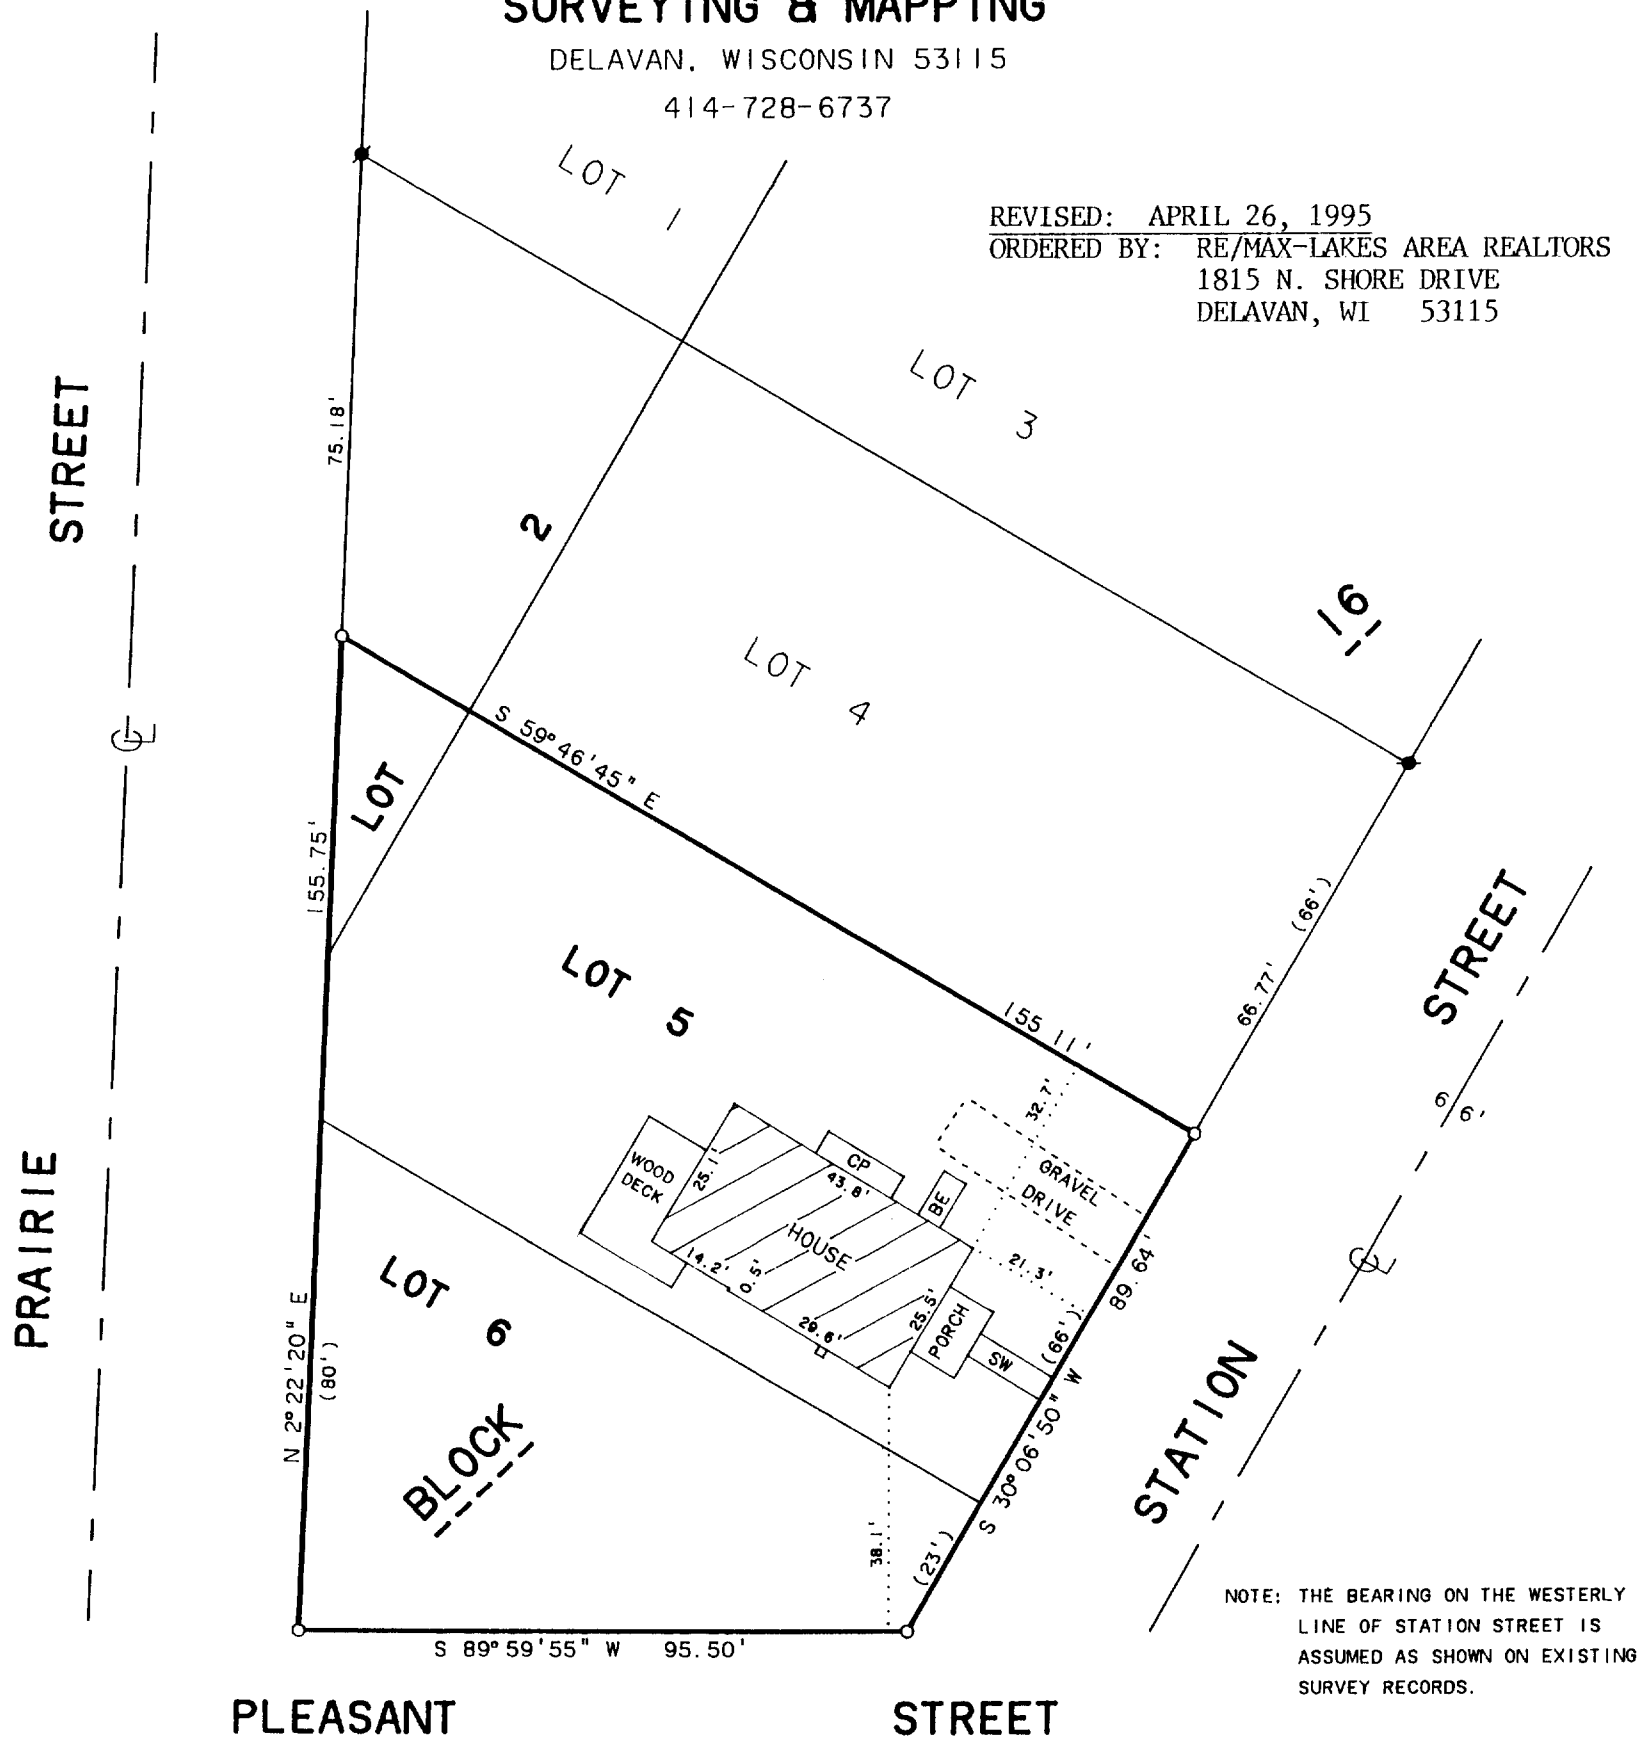 SURVEYING & MAPPING
DELAVAN, WISCONSIN 53115
414-728-6737
REVISED: APRIL 26, 1995
ORDERED BY: RE/MAX-LAKES AREA REALTORS
1815 N. SHORE DRIVE
DELAVAN, WI 53115
LOT 1
LOT 3
75.18'
STREET
LOT 2
16
LOT 4
S 59°46'45" E
155.75'
(66')
66.77'
STREET
66'
LOT 5
155 11'
32.7'
GRAVEL
DRIVE
WOOD
DECK
25.1'
CP
43.8'
BE
HOUSE
14.2'
0.5'
29.6'
25.5'
21.3'
PORCH
SW
89.64'
(66')
S 30°06'50" W
PRAIRIE
LOT 6
N 2°22'20" E
(80')
BLOCK
38.1'
(23')
STATION
S 89°59'55" W 95.50'
NOTE: THE BEARING ON THE WESTERLY
LINE OF STATION STREET IS
ASSUMED AS SHOWN ON EXISTING
SURVEY RECORDS.
PLEASANT STREET